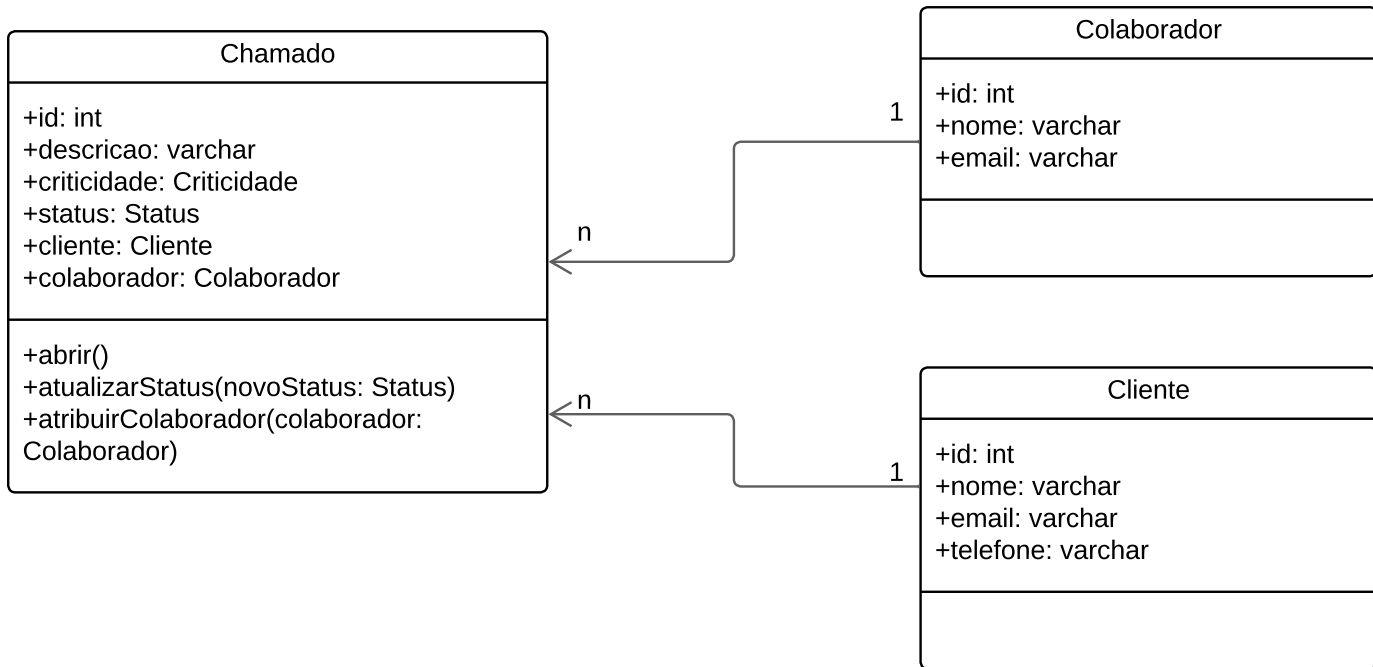 Chamado
+id: int
+descricao: varchar
+criticidade: Criticidade
+status: Status
+cliente: Cliente
+colaborador: Colaborador
+abrir()
+atualizarStatus(novoStatus: Status)
+atribuirColaborador(colaborador:
Colaborador)
n
1
n
1
Colaborador
+id: int
+nome: varchar
+email: varchar
Cliente
+id: int
+nome: varchar
+email: varchar
+telefone: varchar